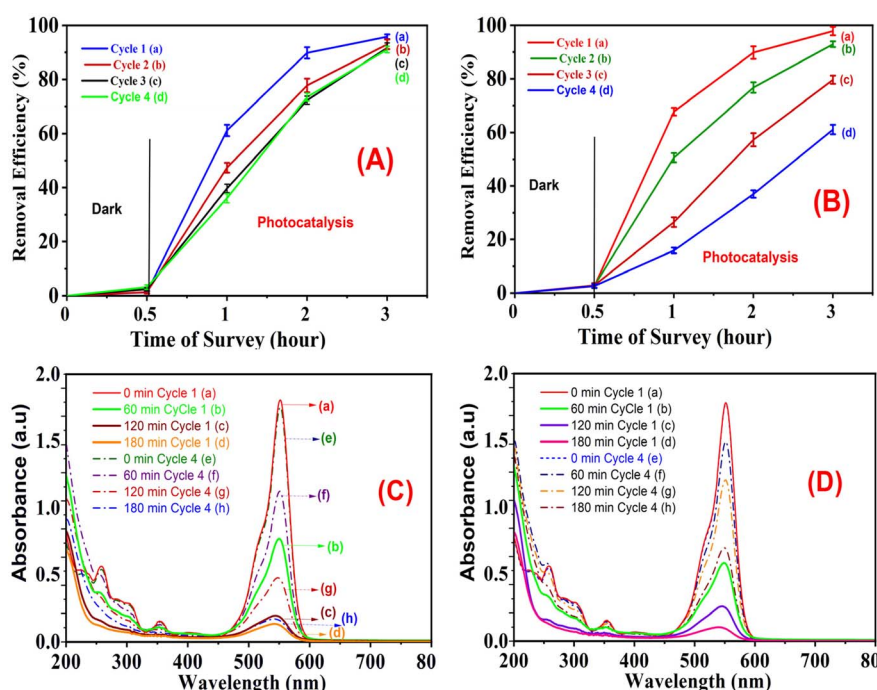 (A)
Removal Efficiency (%)
100
80
60
40
20
0
Cycle 1 (a)
Cycle 2 (b)
Cycle 3 (c)
Cycle 4 (d)
(a)
(b)
(c)
(d)
Dark
Photocatalysis
0 0.5 1 2 3
Time of Survey (hour)
(B)
Removal Efficiency (%)
100
80
60
40
20
0
Cycle 1 (a)
Cycle 2 (b)
Cycle 3 (c)
Cycle 4 (d)
(a)
(b)
(c)
(d)
Dark
Photocatalysis
0 0.5 1 2 3
Time of Survey (hour)
(C)
Absorbance (a.u)
2.0
1.5
1.0
0.5
0.0
0 min Cycle 1 (a)
60 min CyCle 1 (b)
120 min Cycle 1 (c)
180 min Cycle 1 (d)
0 min Cycle 4 (e)
60 min Cycle 4 (f)
120 min Cycle 4 (g)
180 min Cycle 4 (h)
(a)
(e)
(f)
(b)
(g)
(c)
(h)
(d)
200 300 400 500 600 700 800
Wavelength (nm)
(D)
Absorbance (a.u)
2.0
1.5
1.0
0.5
0.0
0 min Cycle 1 (a)
60 min CyCle 1 (b)
120 min Cycle 1 (c)
180 min Cycle 1 (d)
0 min Cycle 4 (e)
60 min Cycle 4 (f)
120 min Cycle 4 (g)
180 min Cycle 4 (h)
200 300 400 500 600 700 80
Wavelength (nm)